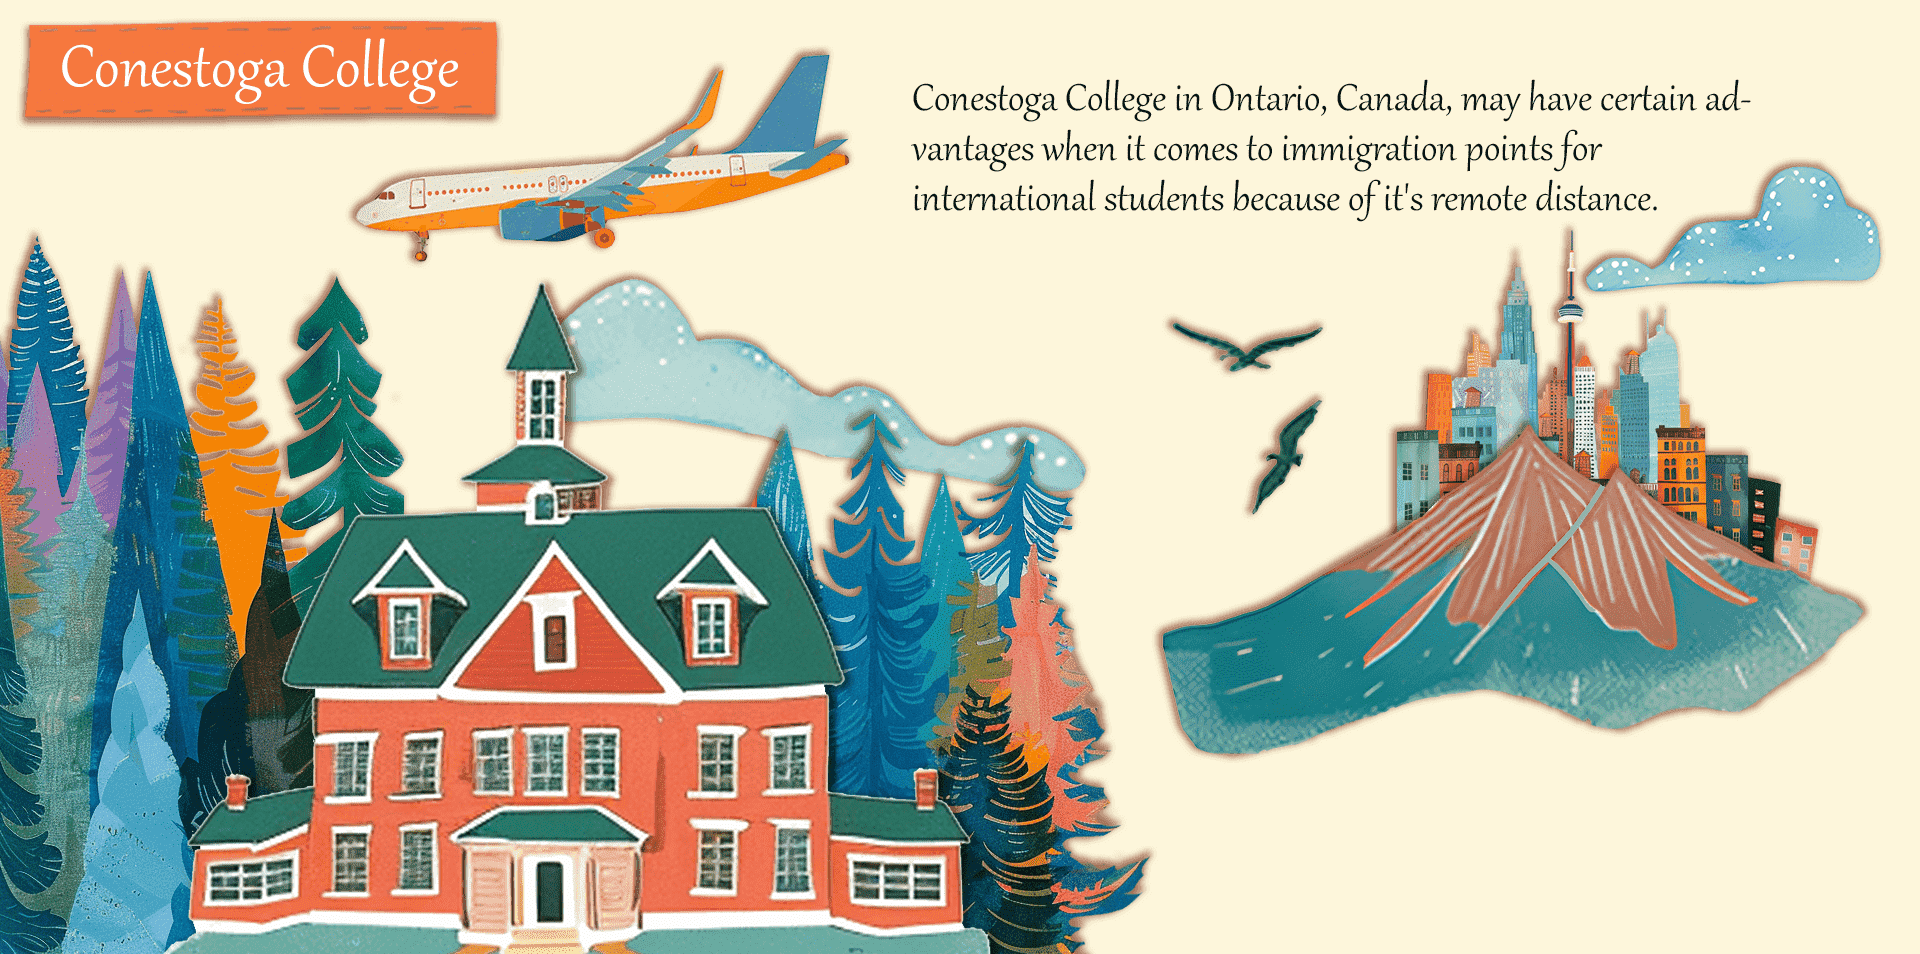 Conestoga College
Conestoga College in Ontario, Canada, may have certain ad-
vantages when it comes to immigration points for
international students because of it's remote distance.